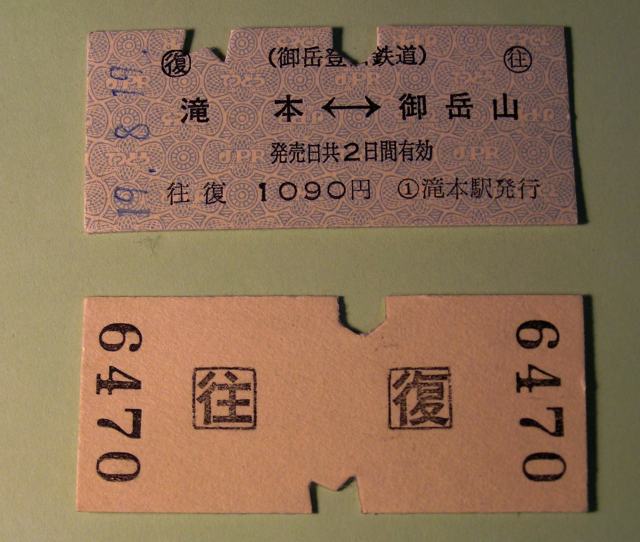 復 (御岳登 鉄道) 往
滝本↔御岳山
発売日共2日間有効
往復 1090円 ①滝本駅発行
19. 8. 19.
6470 往 復 6470